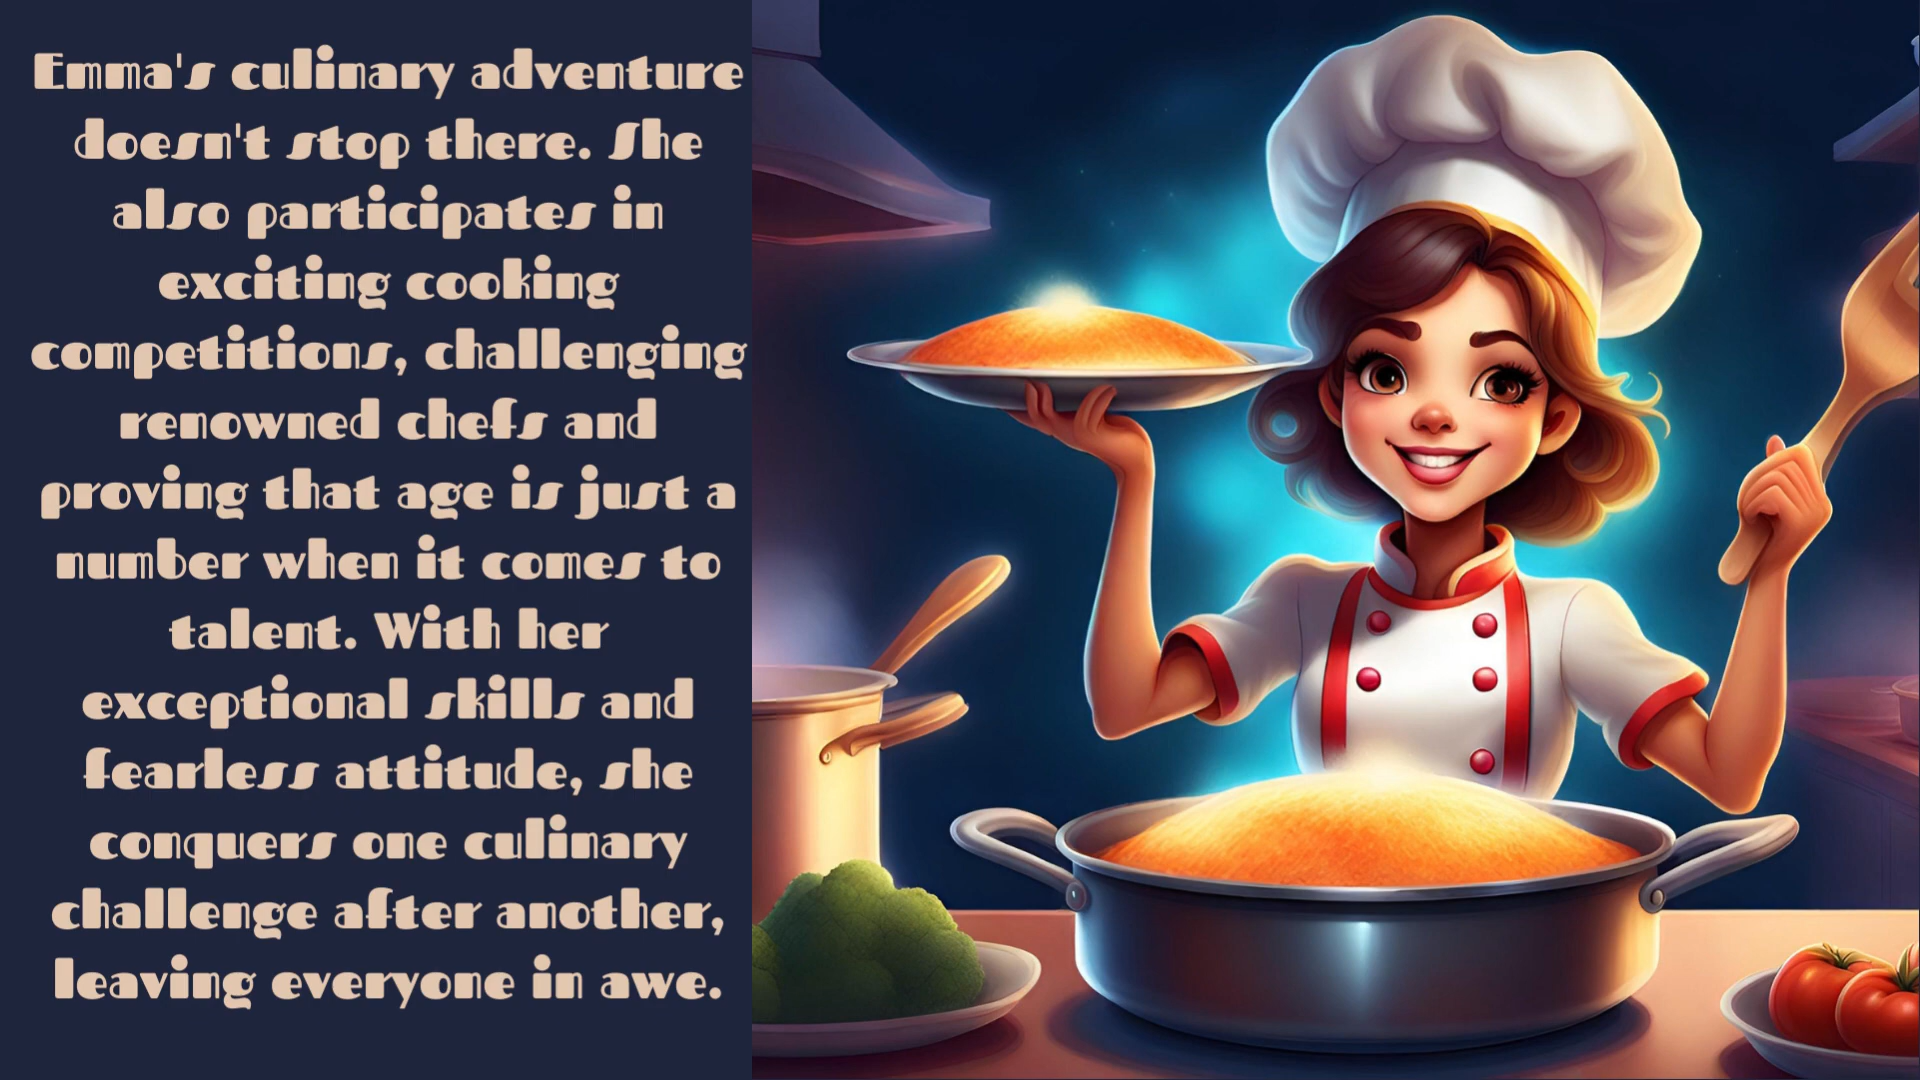 Emma's culinary adventure
doesn't stop there. She
also participates in
exciting cooking
competitions, challenging
renowned chefs and
proving that age is just a
number when it comes to
talent. With her
exceptional skills and
fearless attitude, she
conquers one culinary
challenge after another,
leaving everyone in awe.